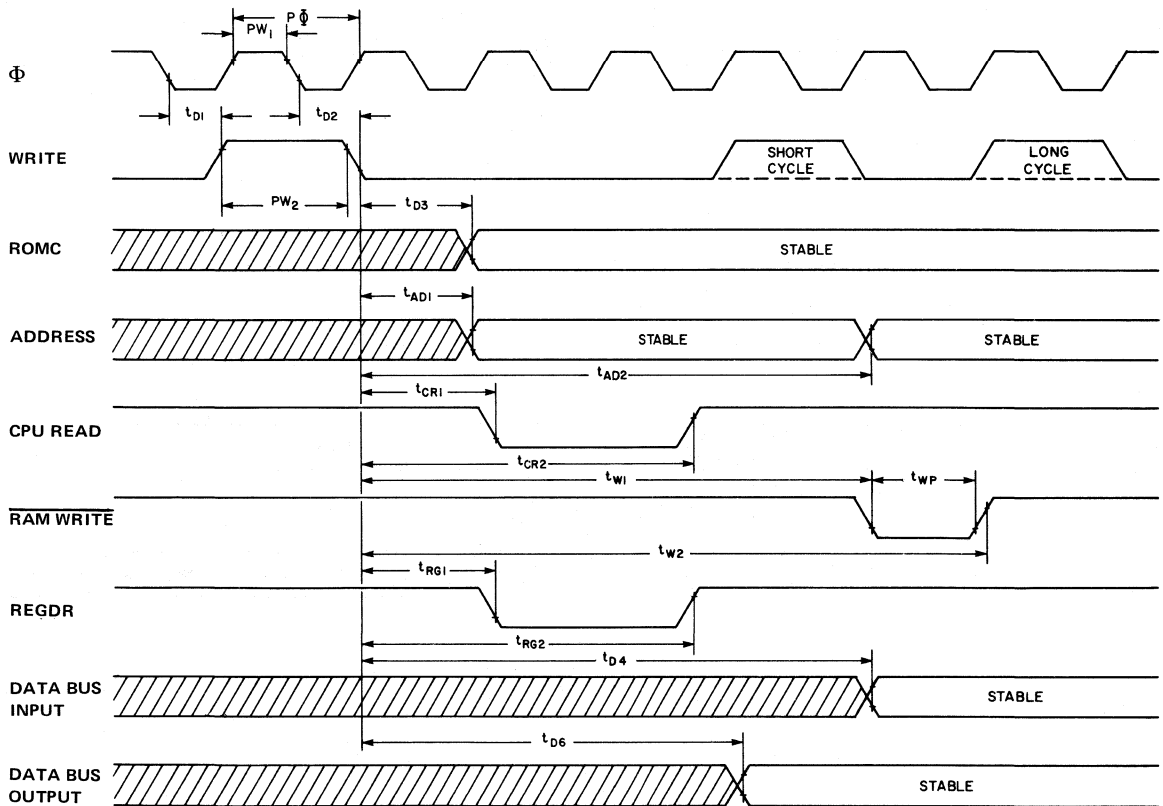 PΦ
PW1
Φ
tD1
tD2
WRITE
SHORT CYCLE
LONG CYCLE
PW2
tD3
ROMC
STABLE
tAD1
ADDRESS
STABLE
STABLE
tAD2
tCR1
CPU READ
tCR2
tW1
tWP
RAM WRITE
tW2
tRG1
REGDR
tRG2
tD4
DATA BUS INPUT
STABLE
tD6
DATA BUS OUTPUT
STABLE